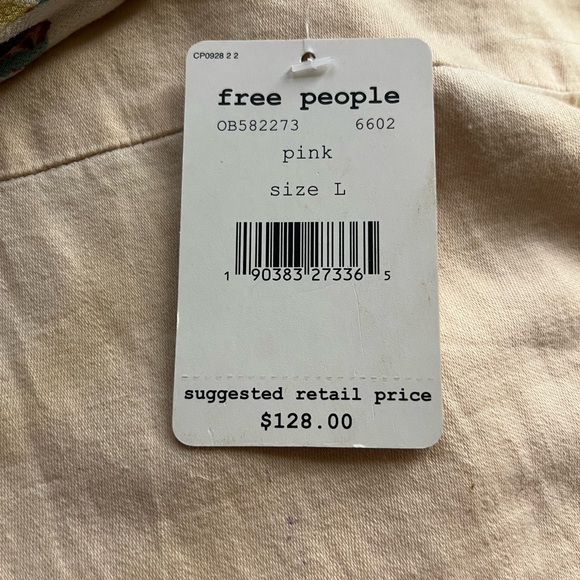 CP0928 2 2
free people
OB582273 6602
pink
size L
1 90383 27336 5
suggested retail price
$128.00